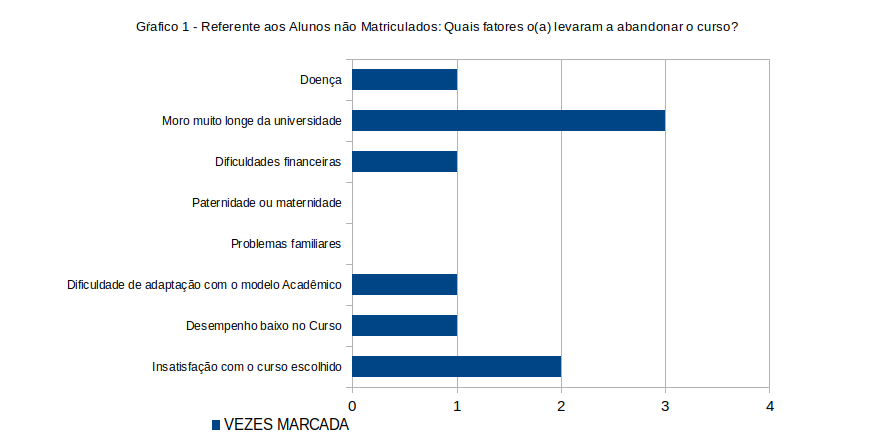 Gŕafico 1 - Referente aos Alunos não Matriculados: Quais fatores o(a) levaram a abandonar o curso?
Doença
Moro muito longe da universidade
Dificuldades financeiras
Paternidade ou maternidade
Problemas familiares
Dificuldade de adaptação com o modelo Acadêmico
Desempenho baixo no Curso
Insatisfação com o curso escolhido
0 1 2 3 4
VEZES MARCADA